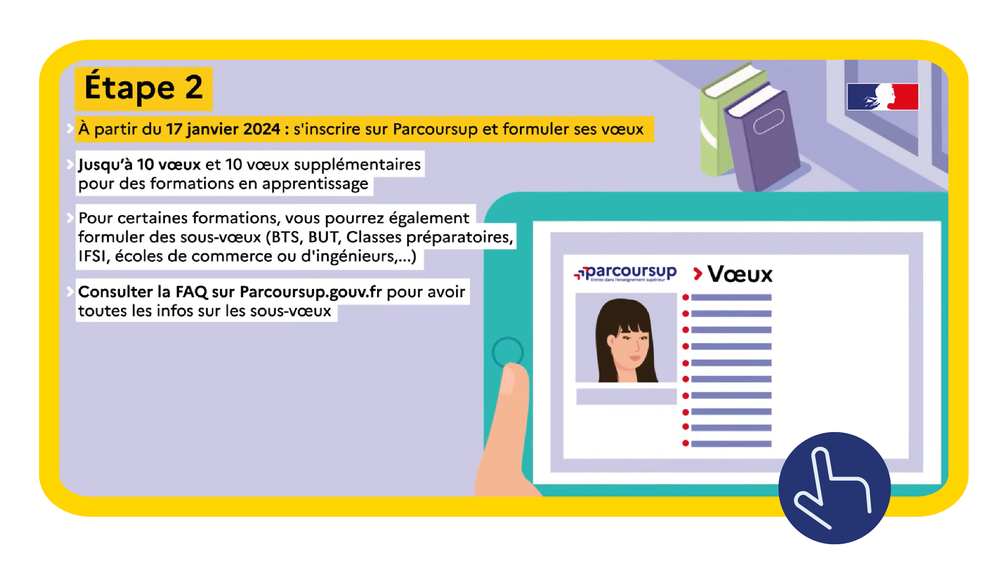 Étape 2
À partir du 17 janvier 2024 : s'inscrire sur Parcoursup et formuler ses vœux
Jusqu’à 10 vœux et 10 vœux supplémentaires
pour des formations en apprentissage
Pour certaines formations, vous pourrez également
formuler des sous-vœux (BTS, BUT, Classes préparatoires,
IFSI, écoles de commerce ou d'ingénieurs,...)
Consulter la FAQ sur Parcoursup.gouv.fr pour avoir
toutes les infos sur les sous-vœux
parcoursup
Entrez dans l'enseignement supérieur
Vœux